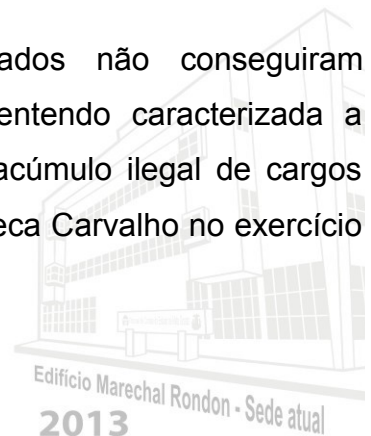 ados não conseguiram
entendo caracterizada a
acúmulo ilegal de cargos
eca Carvalho no exercício
Edifício Marechal Rondon - Sede atual
2013